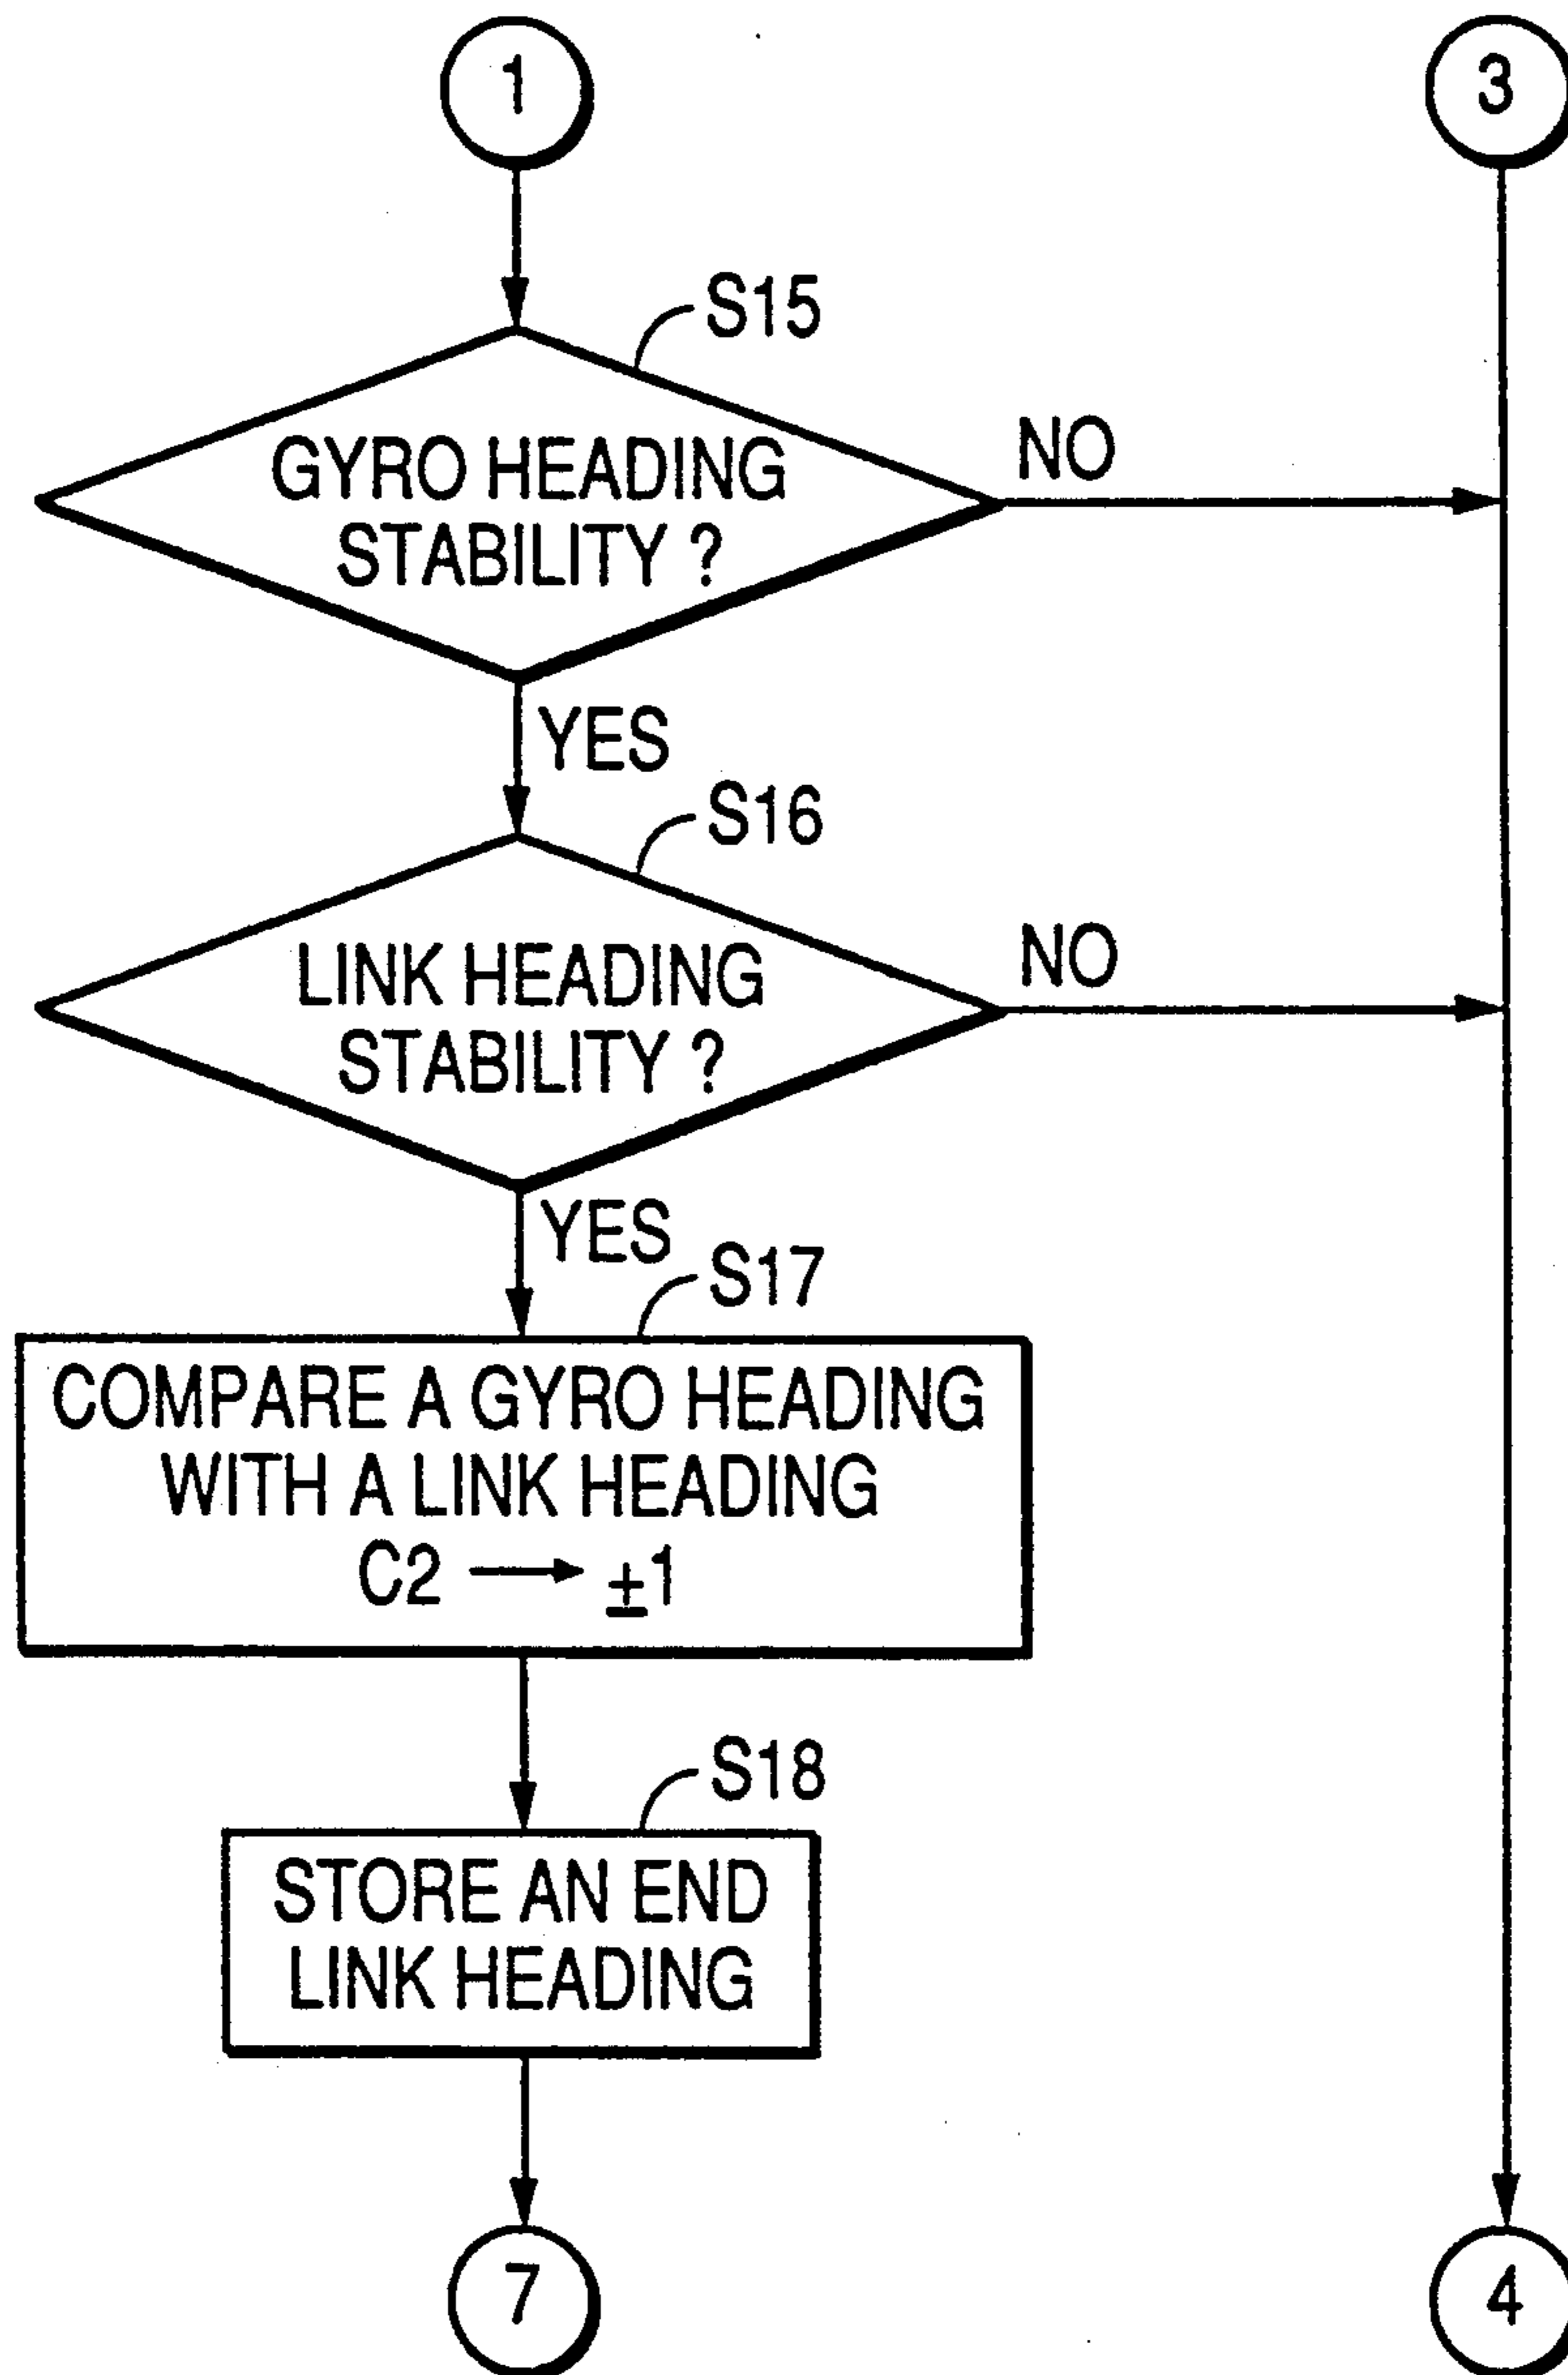 1
3
S15
GYRO HEADING
STABILITY ?
NO
YES
S16
LINK HEADING
STABILITY ?
NO
YES
S17
COMPARE A GYRO HEADING
WITH A LINK HEADING
C2 → ±1
S18
STORE AN END
LINK HEADING
7
4